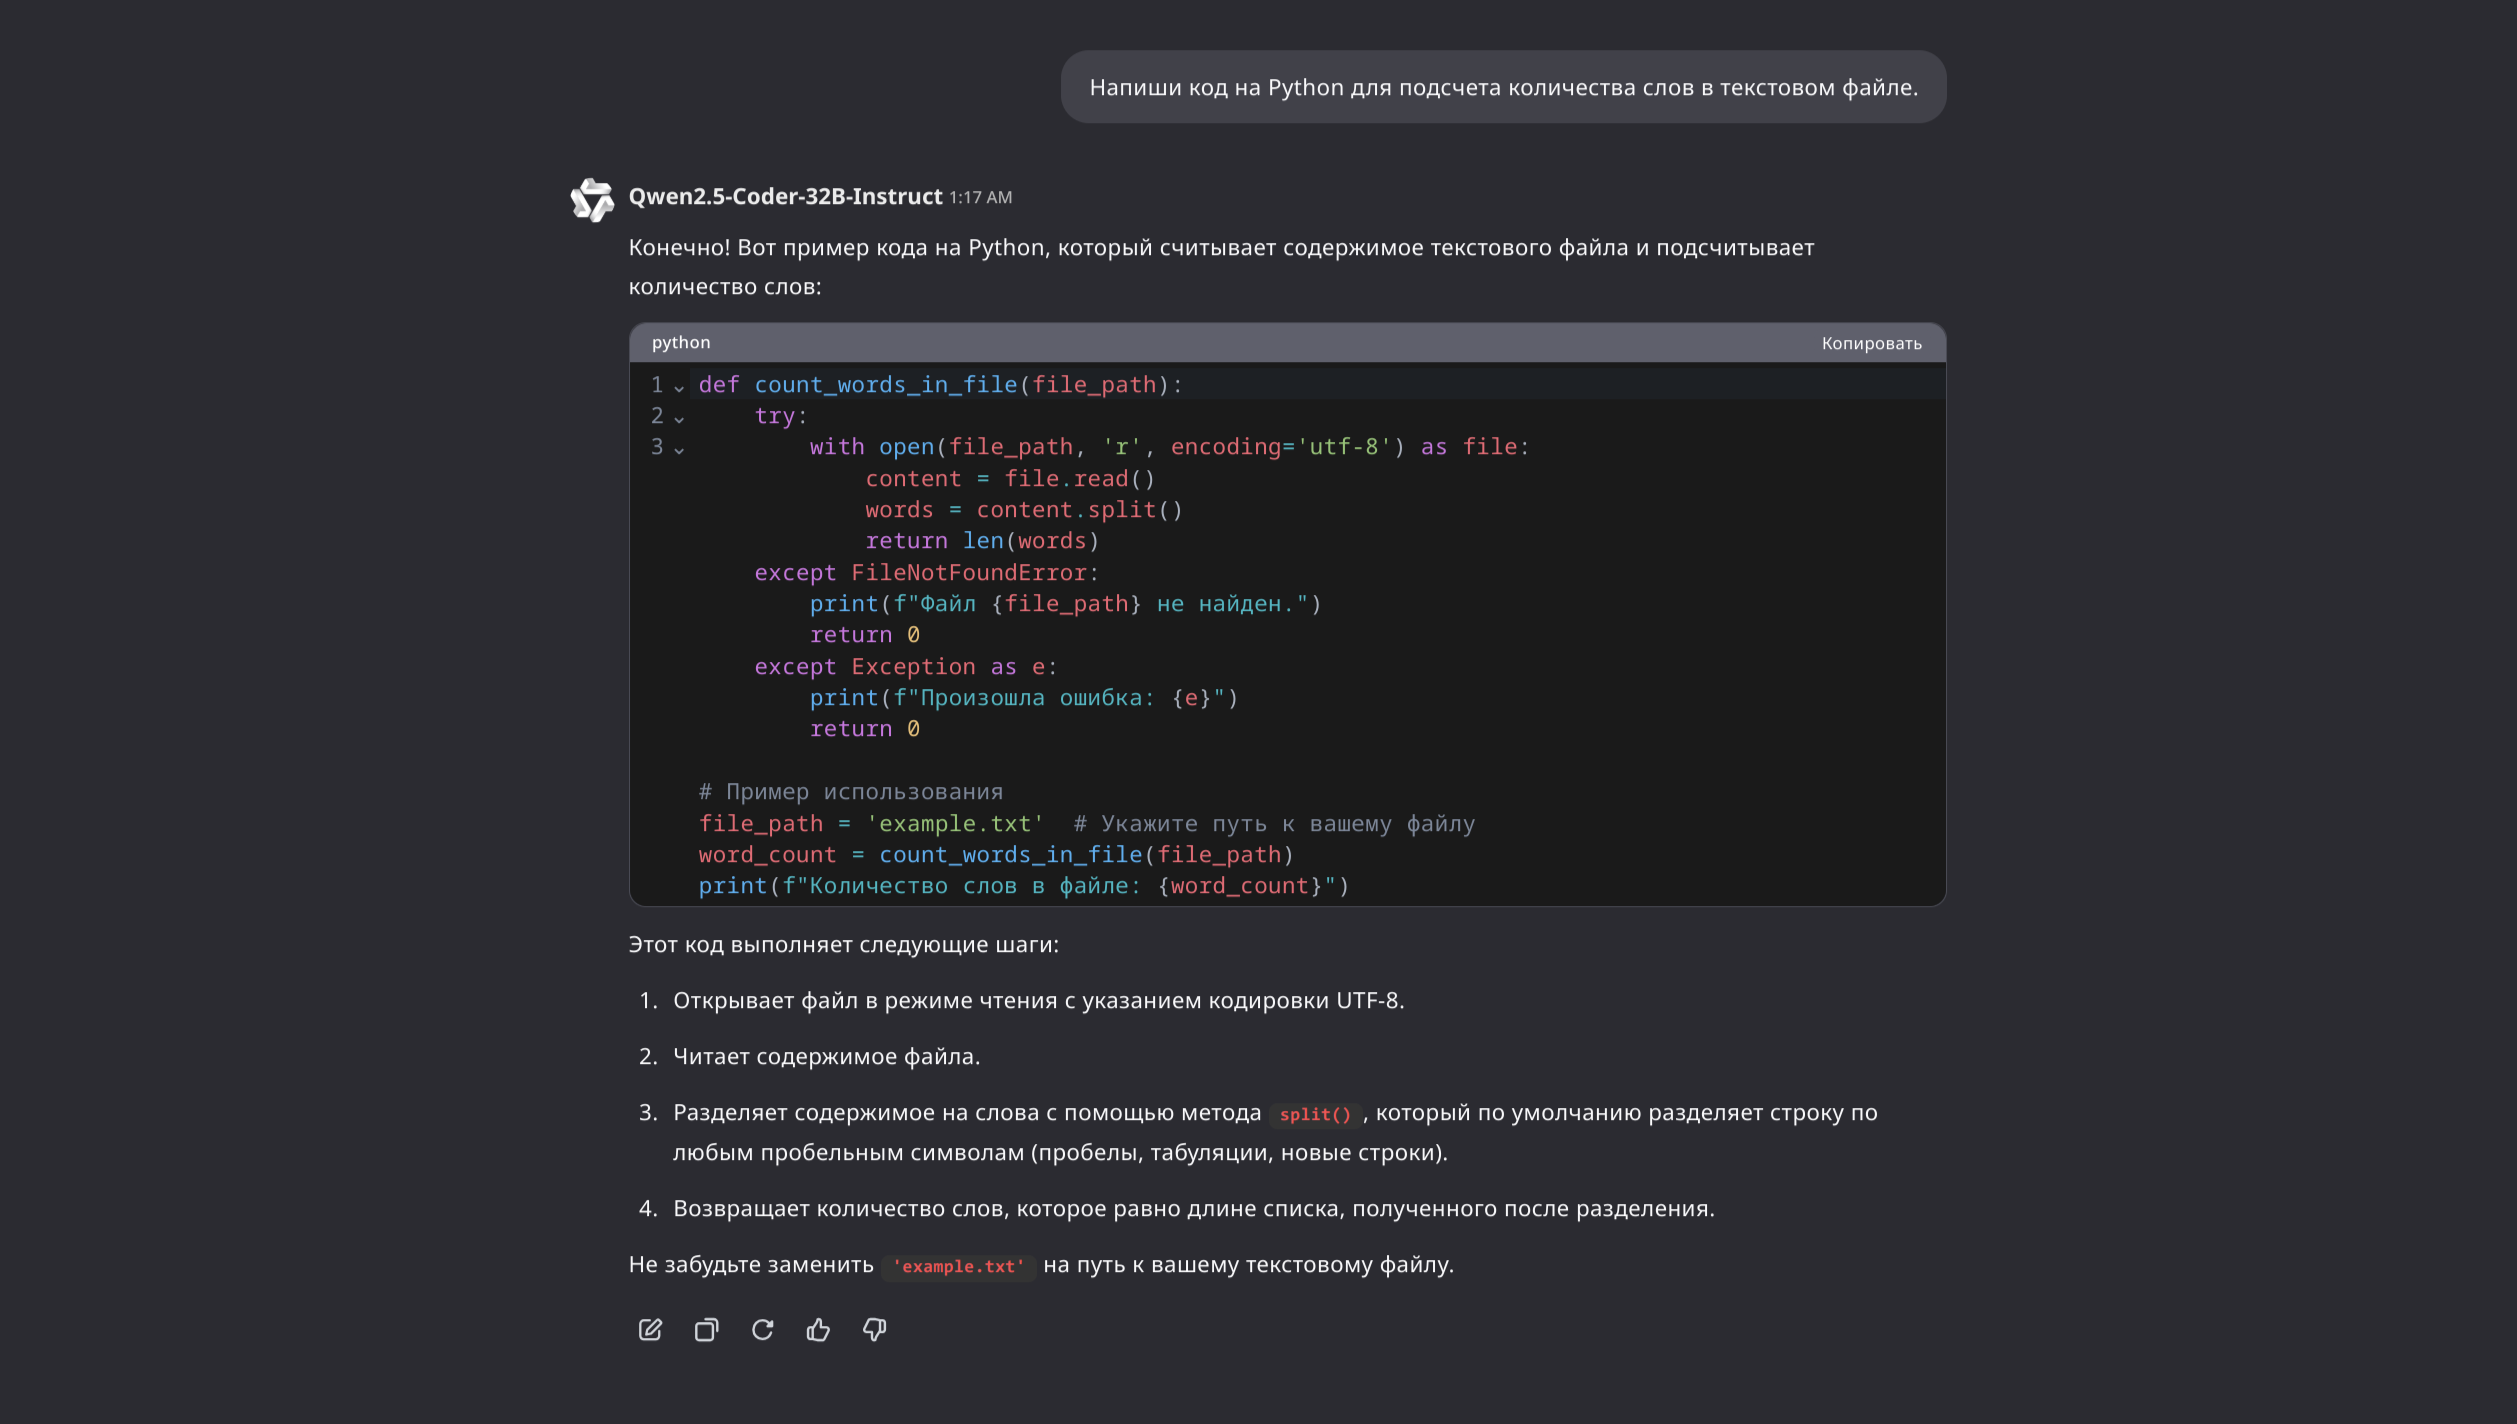 Напиши код на Python для подсчета количества слов в текстовом файле.
Qwen2.5-Coder-32B-Instruct 1:17 AM
Конечно! Вот пример кода на Python, который считывает содержимое текстового файла и подсчитывает
количество слов:
python Копировать
1 def count_words_in_file(file_path):
2     try:
3         with open(file_path, 'r', encoding='utf-8') as file:
            content = file.read()
            words = content.split()
            return len(words)
    except FileNotFoundError:
        print(f"Файл {file_path} не найден.")
        return 0
    except Exception as e:
        print(f"Произошла ошибка: {e}")
        return 0
# Пример использования
file_path = 'example.txt'  # Укажите путь к вашему файлу
word_count = count_words_in_file(file_path)
print(f"Количество слов в файле: {word_count}")
Этот код выполняет следующие шаги:
1. Открывает файл в режиме чтения с указанием кодировки UTF-8.
2. Читает содержимое файла.
3. Разделяет содержимое на слова с помощью метода split(), который по умолчанию разделяет строку по
любым пробельным символам (пробелы, табуляции, новые строки).
4. Возвращает количество слов, которое равно длине списка, полученного после разделения.
Не забудьте заменить 'example.txt' на путь к вашему текстовому файлу.